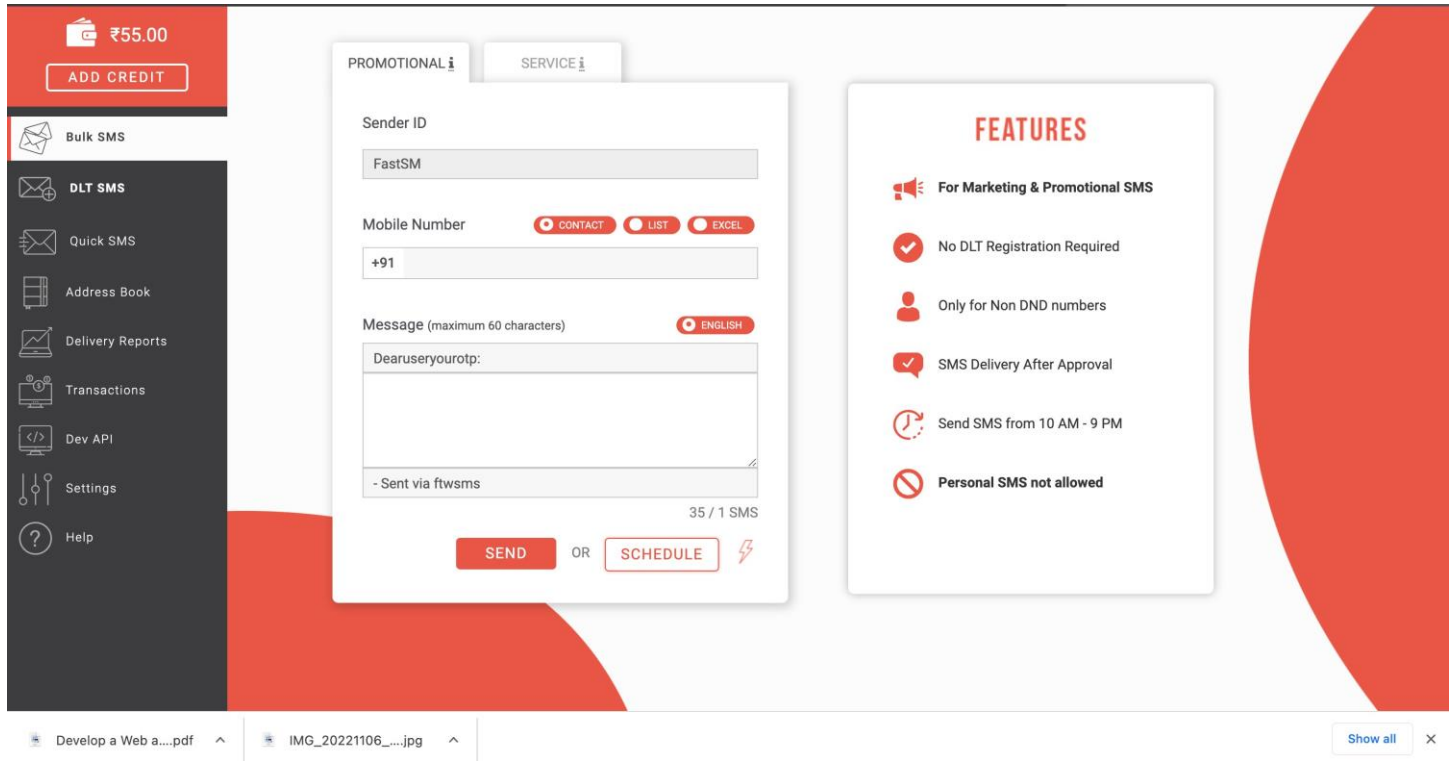 ₹55.00
ADD CREDIT
Bulk SMS
DLT SMS
Quick SMS
Address Book
Delivery Reports
Transactions
Dev API
Settings
Help
PROMOTIONAL i
SERVICE i
Sender ID
FastSM
Mobile Number CONTACT LIST EXCEL
+91
Message (maximum 60 characters) ENGLISH
Dearuseryourotp:
- Sent via ftwsms
35 / 1 SMS
SEND OR SCHEDULE
FEATURES
For Marketing & Promotional SMS
No DLT Registration Required
Only for Non DND numbers
SMS Delivery After Approval
Send SMS from 10 AM - 9 PM
Personal SMS not allowed
Develop a Web a....pdf
IMG_20221106_....jpg
Show all